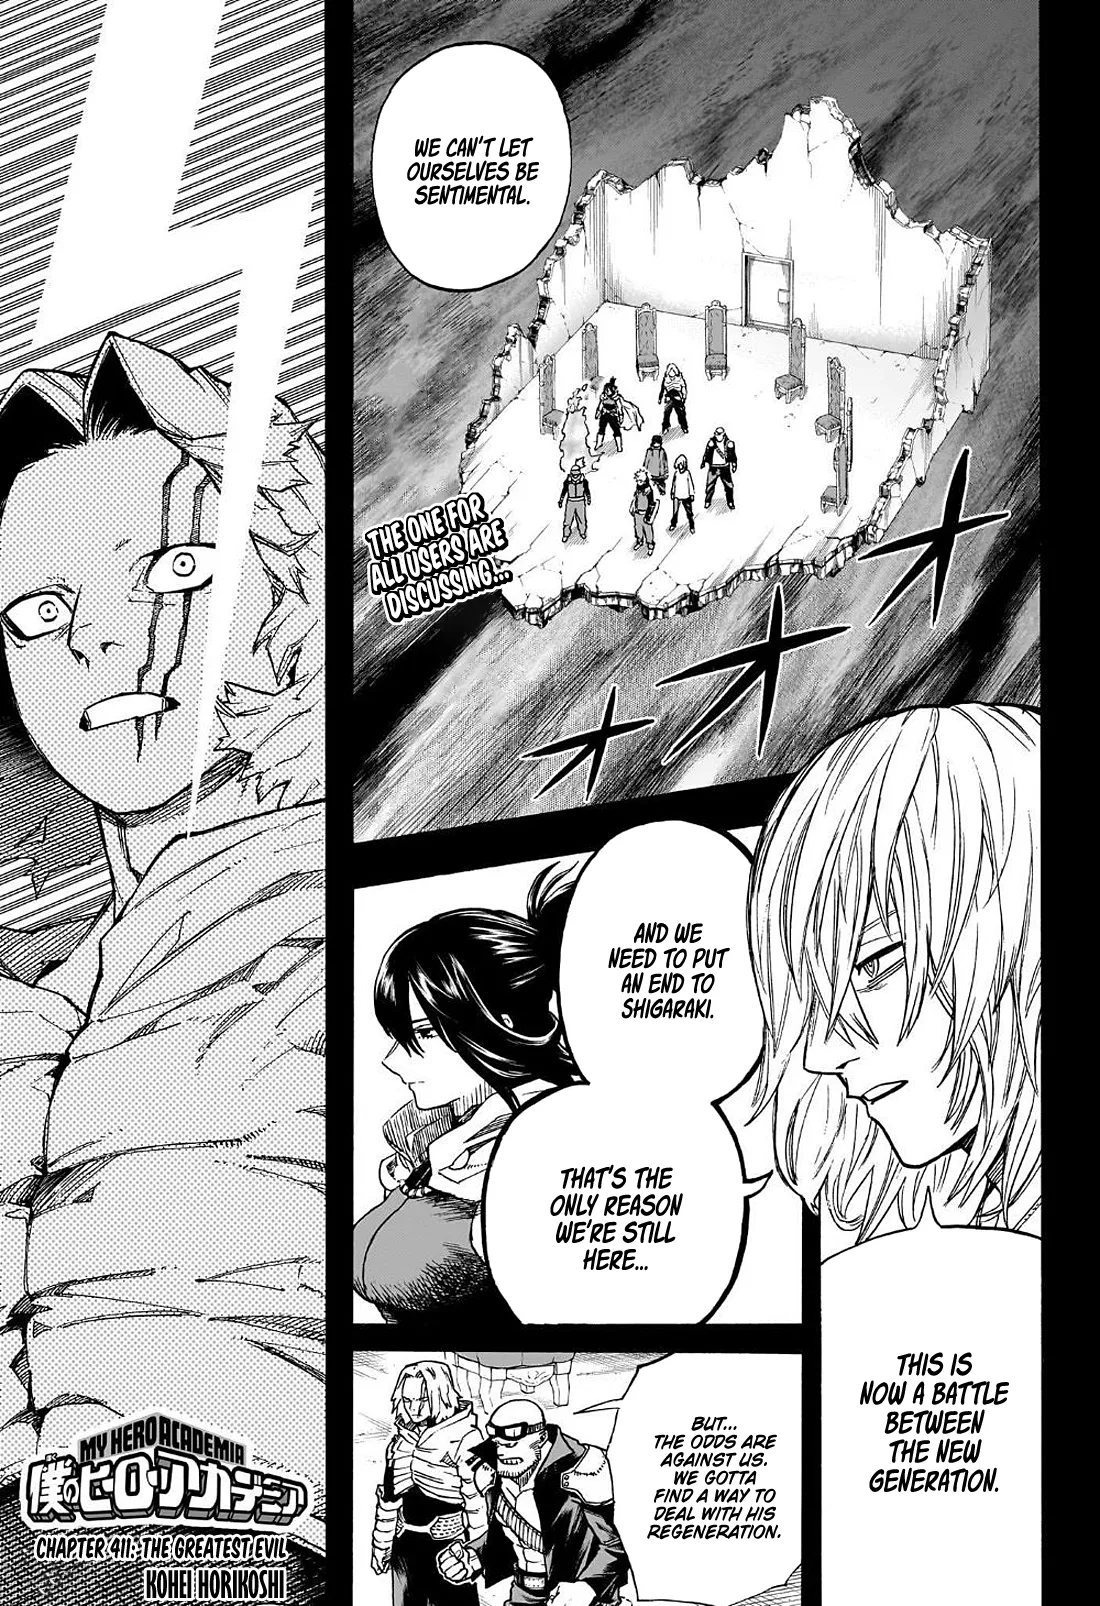 WE CAN'T LET
OURSELVES BE
SENTIMENTAL.
THE ONE FOR
ALL USERS ARE
DISCUSSING...
AND WE
NEED TO PUT
AN END TO
SHIGARAKI.
THAT'S THE
ONLY REASON
WE'RE STILL
HERE...
THIS IS
NOW A BATTLE
BETWEEN
THE NEW
GENERATION.
BUT...
THE ODDS ARE
AGAINST US.
WE GOTTA
FIND A WAY TO
DEAL WITH HIS
REGENERATION.
MY HERO ACADEMIA
僕のヒーローアカデミア
CHAPTER 411: THE GREATEST EVIL
KOHEI HORIKOSHI